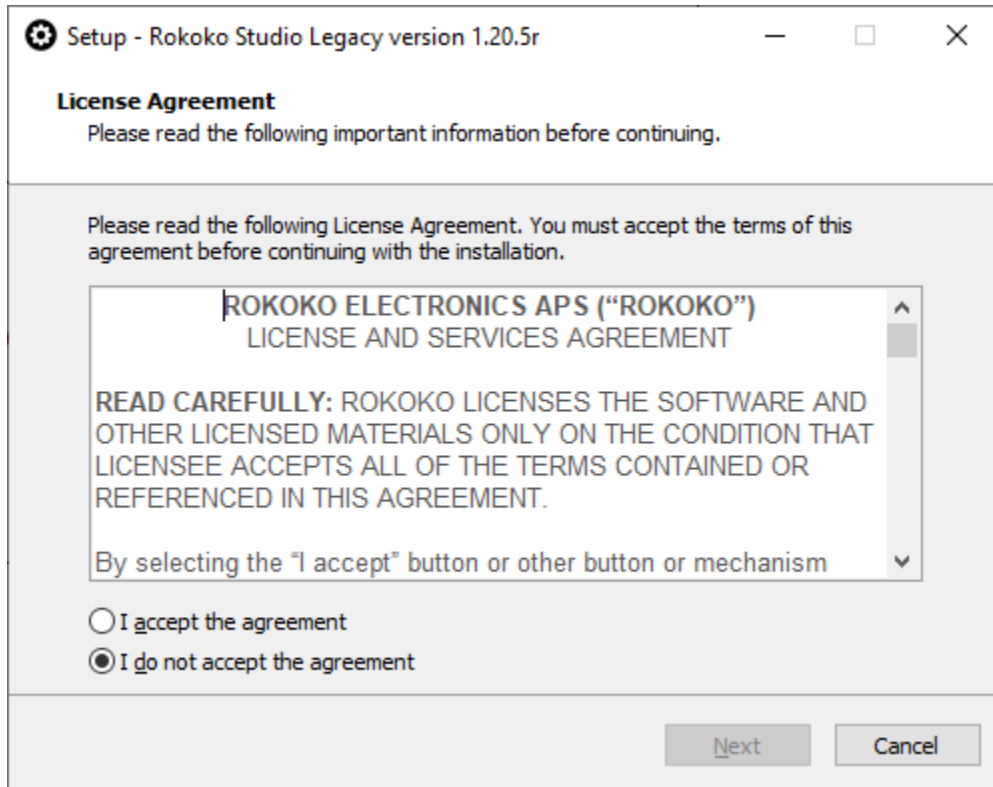 Setup - Rokoko Studio Legacy version 1.20.5r
License Agreement
Please read the following important information before continuing.
Please read the following License Agreement. You must accept the terms of this
agreement before continuing with the installation.
ROKOKO ELECTRONICS APS (“ROKOKO”)
LICENSE AND SERVICES AGREEMENT
READ CAREFULLY: ROKOKO LICENSES THE SOFTWARE AND
OTHER LICENSED MATERIALS ONLY ON THE CONDITION THAT
LICENSEE ACCEPTS ALL OF THE TERMS CONTAINED OR
REFERENCED IN THIS AGREEMENT.
By selecting the “I accept” button or other button or mechanism
I accept the agreement
I do not accept the agreement
Next
Cancel